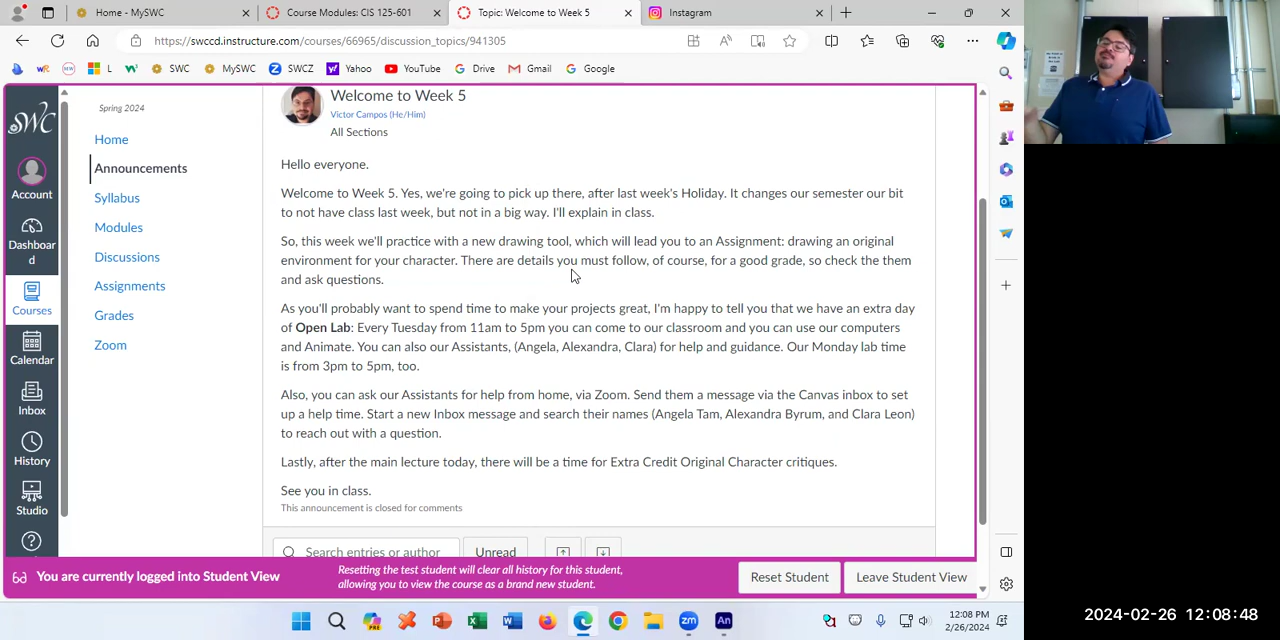 Home - MySWC
Course Modules: CIS 125-601
Topic: Welcome to Week 5
Instagram
https://swccd.instructure.com/courses/66965/discussion_topics/941305
L
SWC
MySWC
SWCZ
Yoyoo
YouTube
Drive
Gmail
Google
SWC
Account
Dashboar
d
Courses
Calendar
Inbox
History
Studio
Spring 2024
Home
Announcements
Syllabus
Modules
Discussions
Assignments
Grades
Zoom
Welcome to Week 5
Victor Campos (He/Him)
All Sections
Hello everyone.
Welcome to Week 5. Yes, we're going to pick up there, after last week's Holiday. It changes our semester our bit
to not have class last week, but not in a big way. I'll explain in class.
So, this week we'll practice with a new drawing tool, which will lead you to an Assignment: drawing an original
environment for your character. There are details you must follow, of course, for a good grade, so check the them
and ask questions.
As you'll probably want to spend time to make your projects great, I'm happy to tell you that we have an extra day
of Open Lab: Every Tuesday from 11am to 5pm you can come to our classroom and you can use our computers
and Animate. You can also our Assistants, (Angela, Alexandra, Clara) for help and guidance. Our Monday lab time
is from 3pm to 5pm, too.
Also, you can ask our Assistants for help from home, via Zoom. Send them a message via the Canvas inbox to set
up a help time. Start a new Inbox message and search their names (Angela Tam, Alexandra Byrum, and Clara Leon)
to reach out with a question.
Lastly, after the main lecture today, there will be a time for Extra Credit Original Character critiques.
See you in class.
This announcement is closed for comments
Search entries or author
Unread
You are currently logged into Student View
Resetting the test student will clear all history for this student,
allowing you to view the course as a brand new student.
Reset Student
Leave Student View
12:08 PM
2/26/2024
2024-02-26 12:08:48